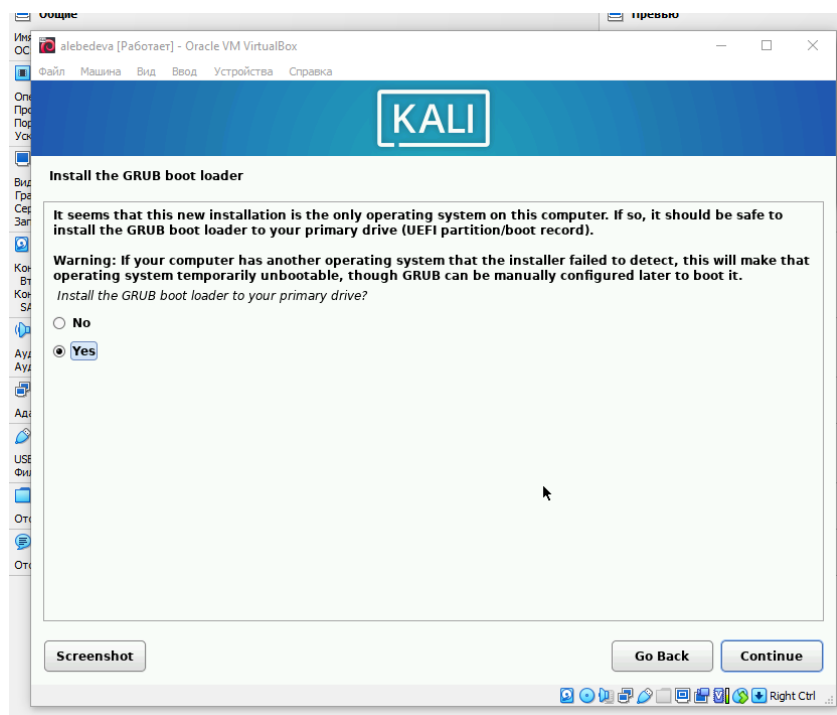 Общие
Превью
Имя
ОС
alebedeva [Работает] - Oracle VM VirtualBox
Файл Машина Вид Ввод Устройства Справка
KALI
Install the GRUB boot loader
It seems that this new installation is the only operating system on this computer. If so, it should be safe to
install the GRUB boot loader to your primary drive (UEFI partition/boot record).
Warning: If your computer has another operating system that the installer failed to detect, this will make that
operating system temporarily unbootable, though GRUB can be manually configured later to boot it.
Install the GRUB boot loader to your primary drive?
No
Yes
USB
Screenshot
Go Back
Continue
Right Ctrl